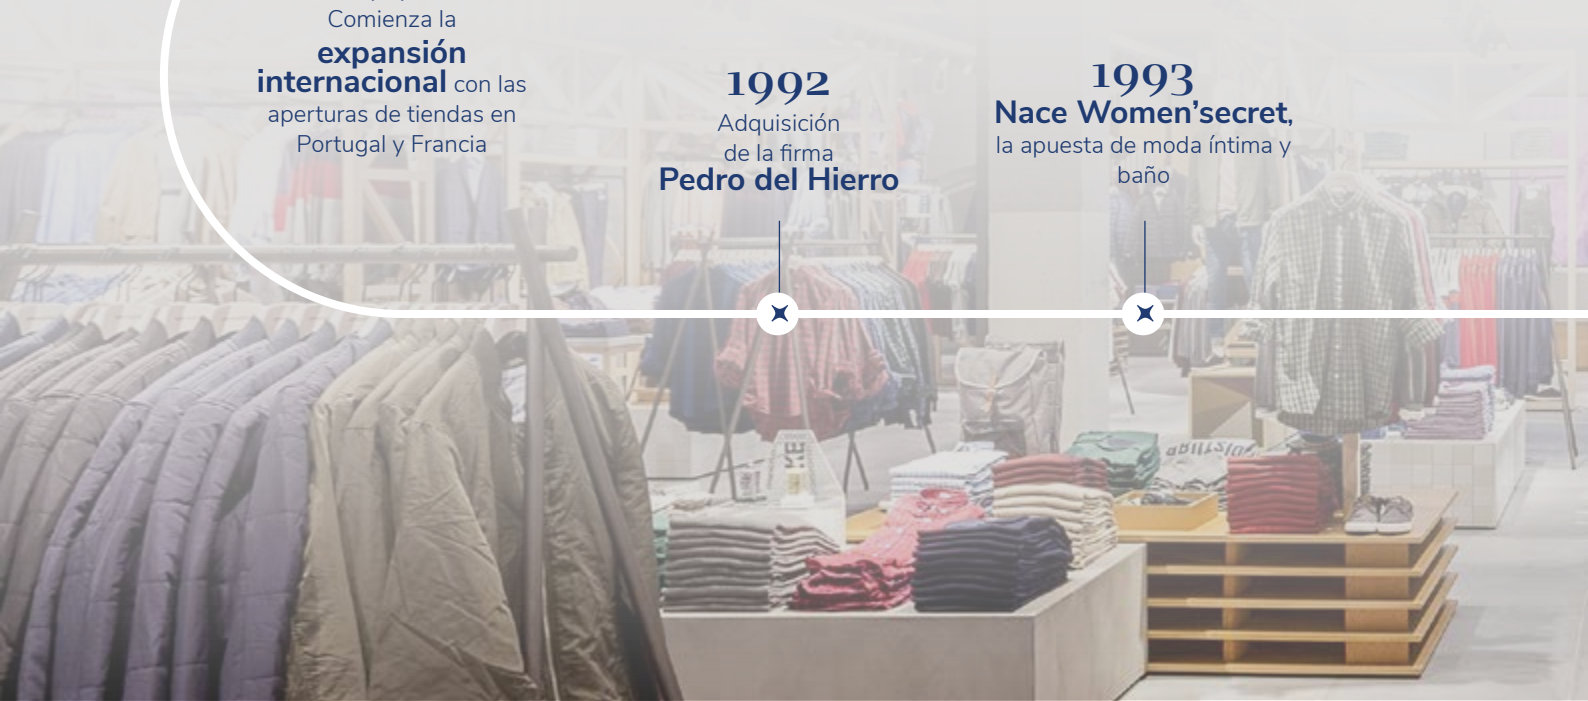 Comienza la
expansión
internacional con las
aperturas de tiendas en
Portugal y Francia
1992
Adquisición
de la firma
Pedro del Hierro
1993
Nace Women'secret,
la apuesta de moda íntima y
baño